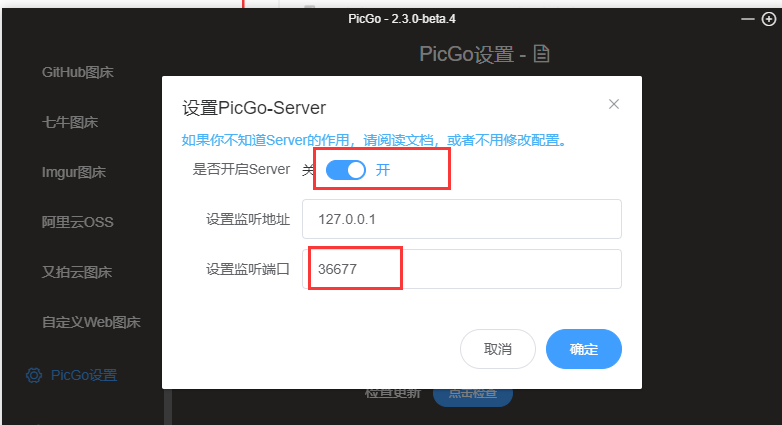 PicGo - 2.3.0-beta.4
PicGo设置 -
GitHub图床
七牛图床
Imgur图床
阿里云OSS
又拍云图床
自定义Web图床
PicGo设置
设置PicGo-Server
如果你不知道Server的作用，请阅读文档，或者不用修改配置。
是否开启Server 关 开
设置监听地址 127.0.0.1
设置监听端口 36677
取消 确定
检查更新 点击检查